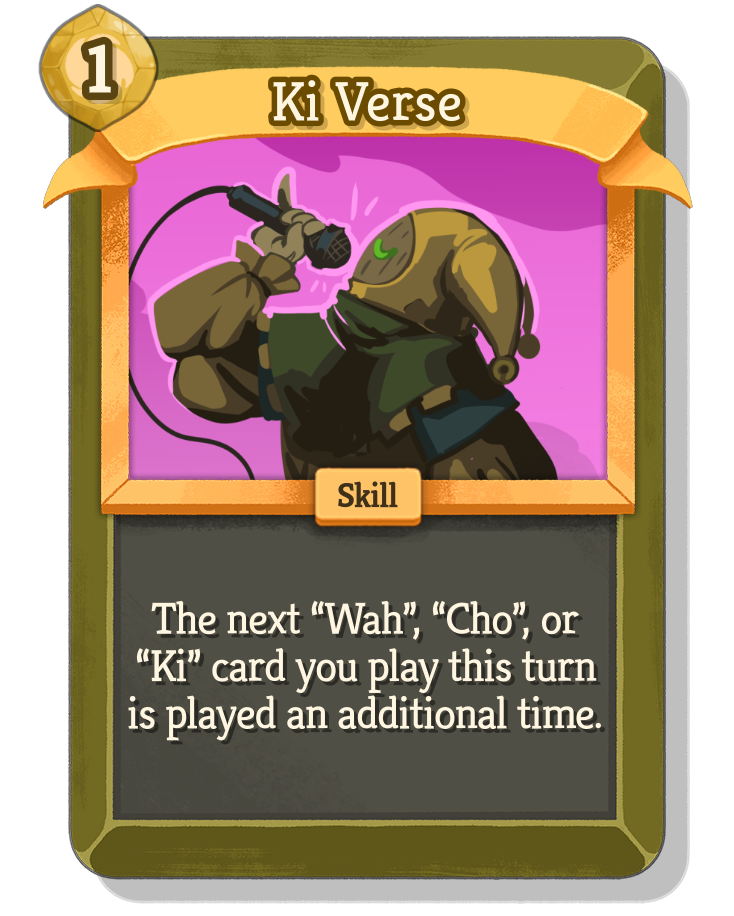 1
Ki Verse
Skill
The next “Wah”, “Cho”, or
“Ki” card you play this turn
is played an additional time.